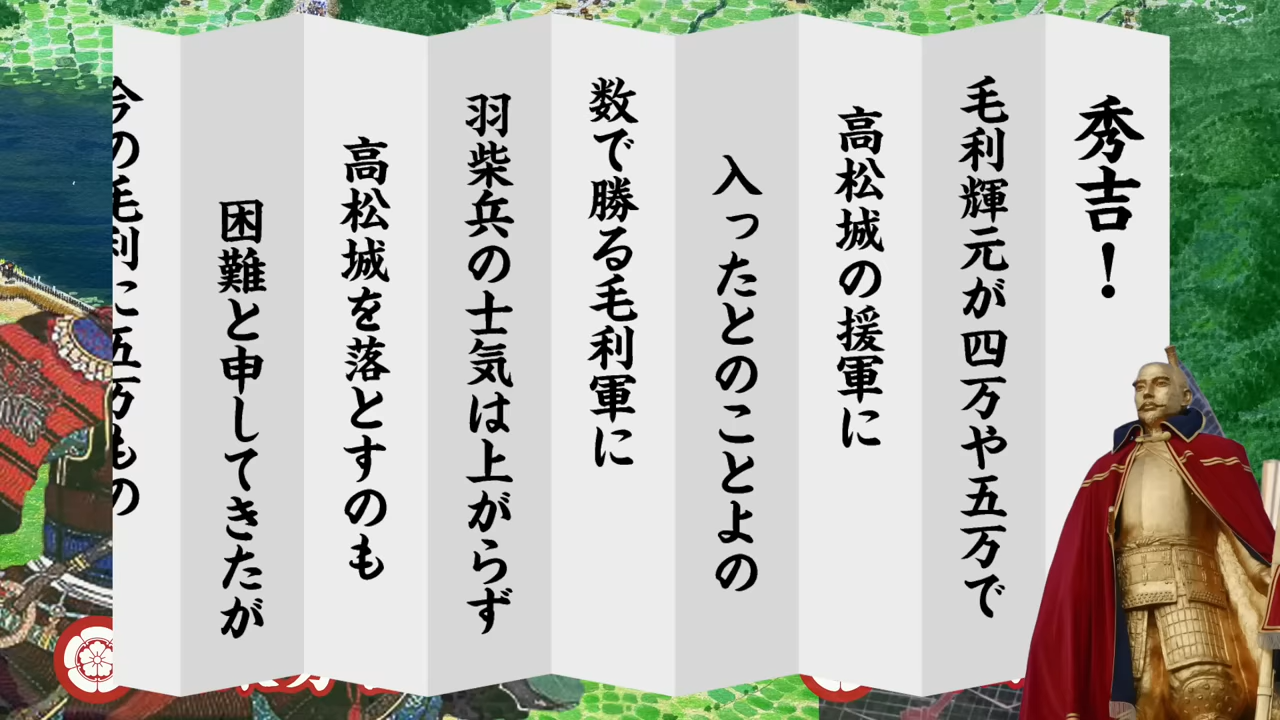 秀吉！
毛利輝元が四万や五万で
高松城の援軍に
入ったとのことよの
数で勝る毛利軍に
羽柴兵の士気は上がらず
高松城を落とすのも
困難と申してきたが
今の毛利に五万もの